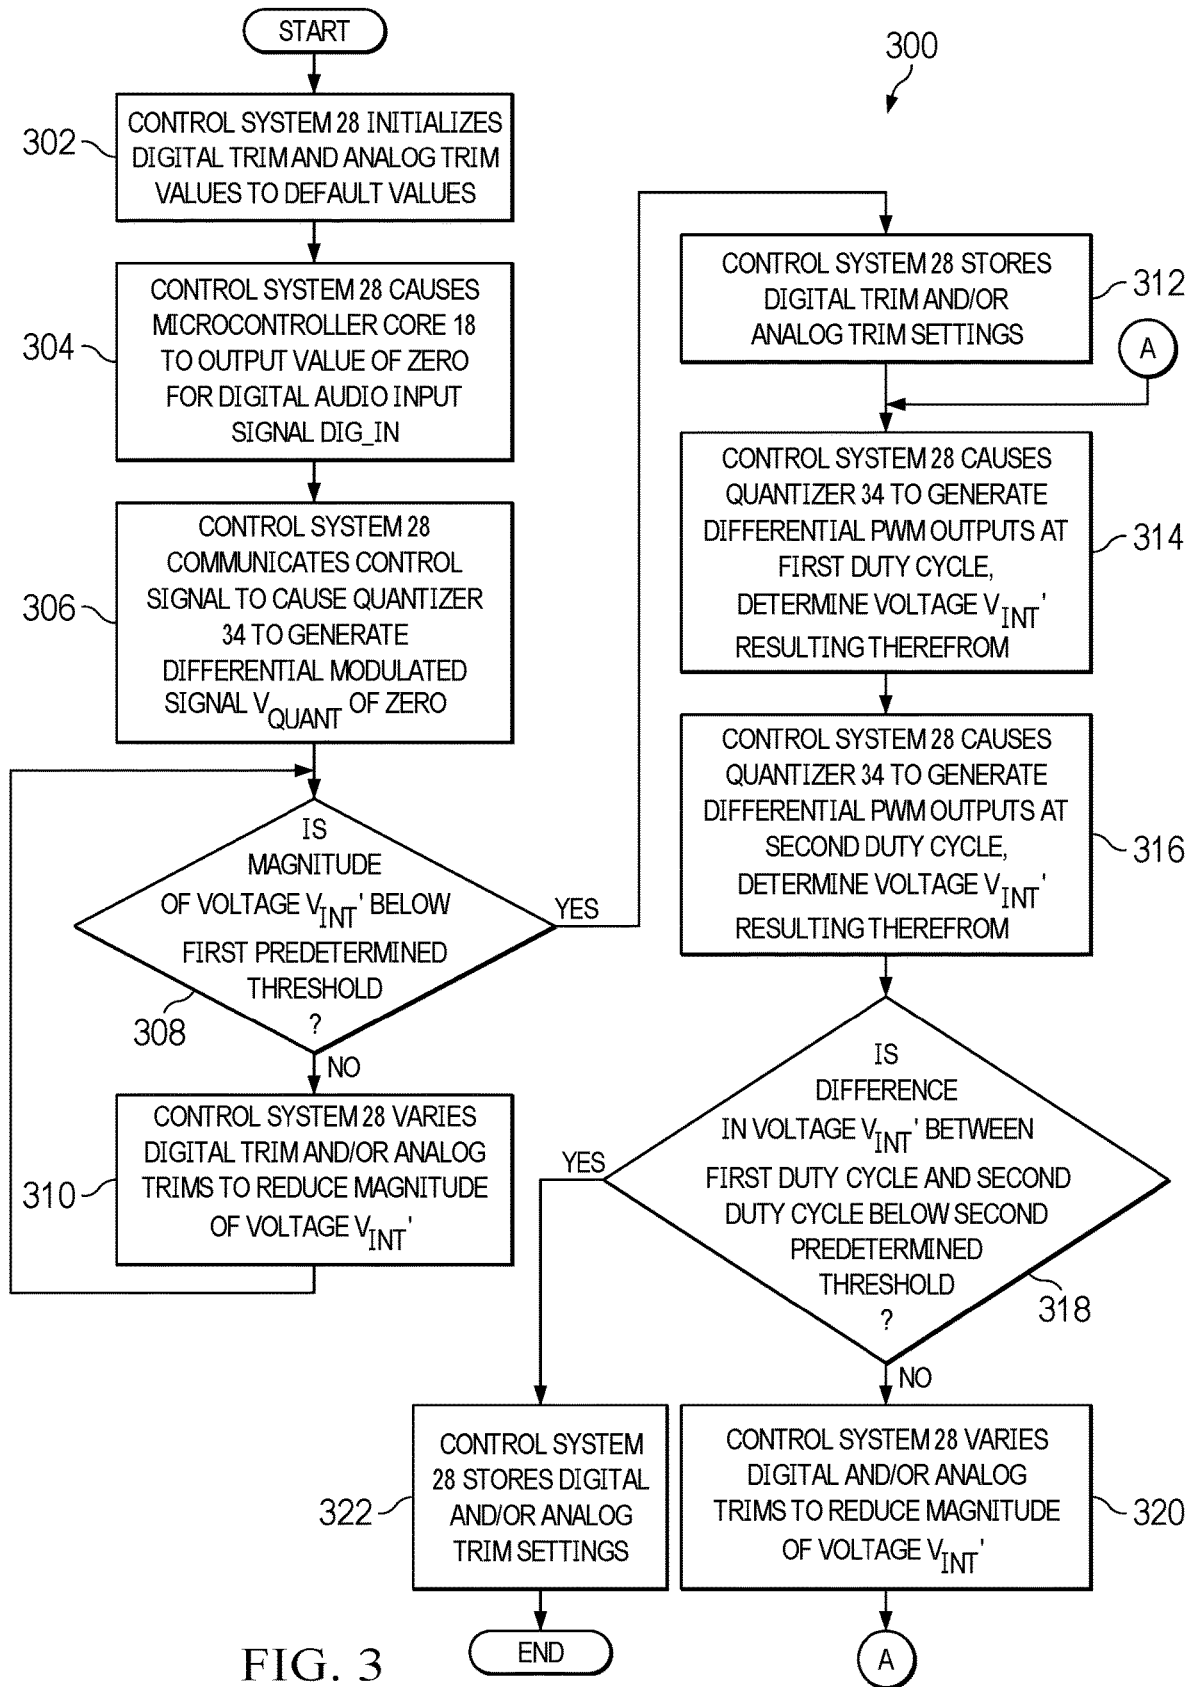 START
300
302
CONTROL SYSTEM 28 INITIALIZES
DIGITAL TRIM AND ANALOG TRIM
VALUES TO DEFAULT VALUES
304
CONTROL SYSTEM 28 CAUSES
MICROCONTROLLER CORE 18
TO OUTPUT VALUE OF ZERO
FOR DIGITAL AUDIO INPUT
SIGNAL DIG_IN
306
CONTROL SYSTEM 28
COMMUNICATES CONTROL
SIGNAL TO CAUSE QUANTIZER
34 TO GENERATE
DIFFERENTIAL MODULATED
SIGNAL VQUANT OF ZERO
IS
MAGNITUDE
OF VOLTAGE VINT' BELOW
FIRST PREDETERMINED
THRESHOLD
?
308
YES
NO
310
CONTROL SYSTEM 28 VARIES
DIGITAL TRIM AND/OR ANALOG
TRIMS TO REDUCE MAGNITUDE
OF VOLTAGE VINT'
CONTROL SYSTEM 28 STORES
DIGITAL TRIM AND/OR
ANALOG TRIM SETTINGS
312
A
CONTROL SYSTEM 28 CAUSES
QUANTIZER 34 TO GENERATE
DIFFERENTIAL PWM OUTPUTS AT
FIRST DUTY CYCLE,
DETERMINE VOLTAGE VINT'
RESULTING THEREFROM
314
CONTROL SYSTEM 28 CAUSES
QUANTIZER 34 TO GENERATE
DIFFERENTIAL PWM OUTPUTS AT
SECOND DUTY CYCLE,
DETERMINE VOLTAGE VINT'
RESULTING THEREFROM
316
IS
DIFFERENCE
IN VOLTAGE VINT' BETWEEN
FIRST DUTY CYCLE AND SECOND
DUTY CYCLE BELOW SECOND
PREDETERMINED
THRESHOLD
?
318
YES
NO
322
CONTROL SYSTEM
28 STORES DIGITAL
AND/OR ANALOG
TRIM SETTINGS
CONTROL SYSTEM 28 VARIES
DIGITAL AND/OR ANALOG
TRIMS TO REDUCE MAGNITUDE
OF VOLTAGE VINT'
320
END
A
FIG. 3